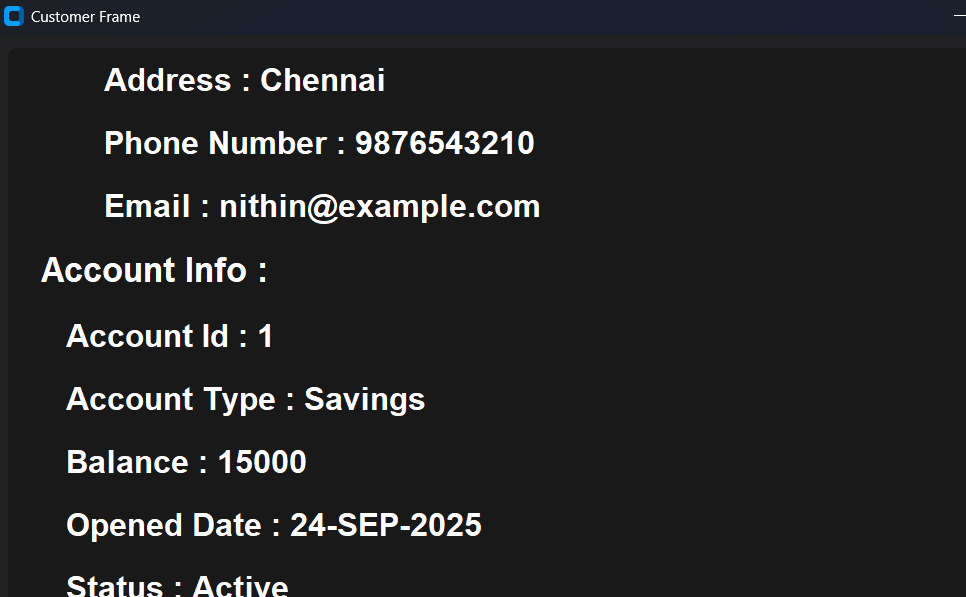 Customer Frame
Address : Chennai
Phone Number : 9876543210
Email : nithin@example.com
Account Info :
Account Id : 1
Account Type : Savings
Balance : 15000
Opened Date : 24-SEP-2025
Status : Active